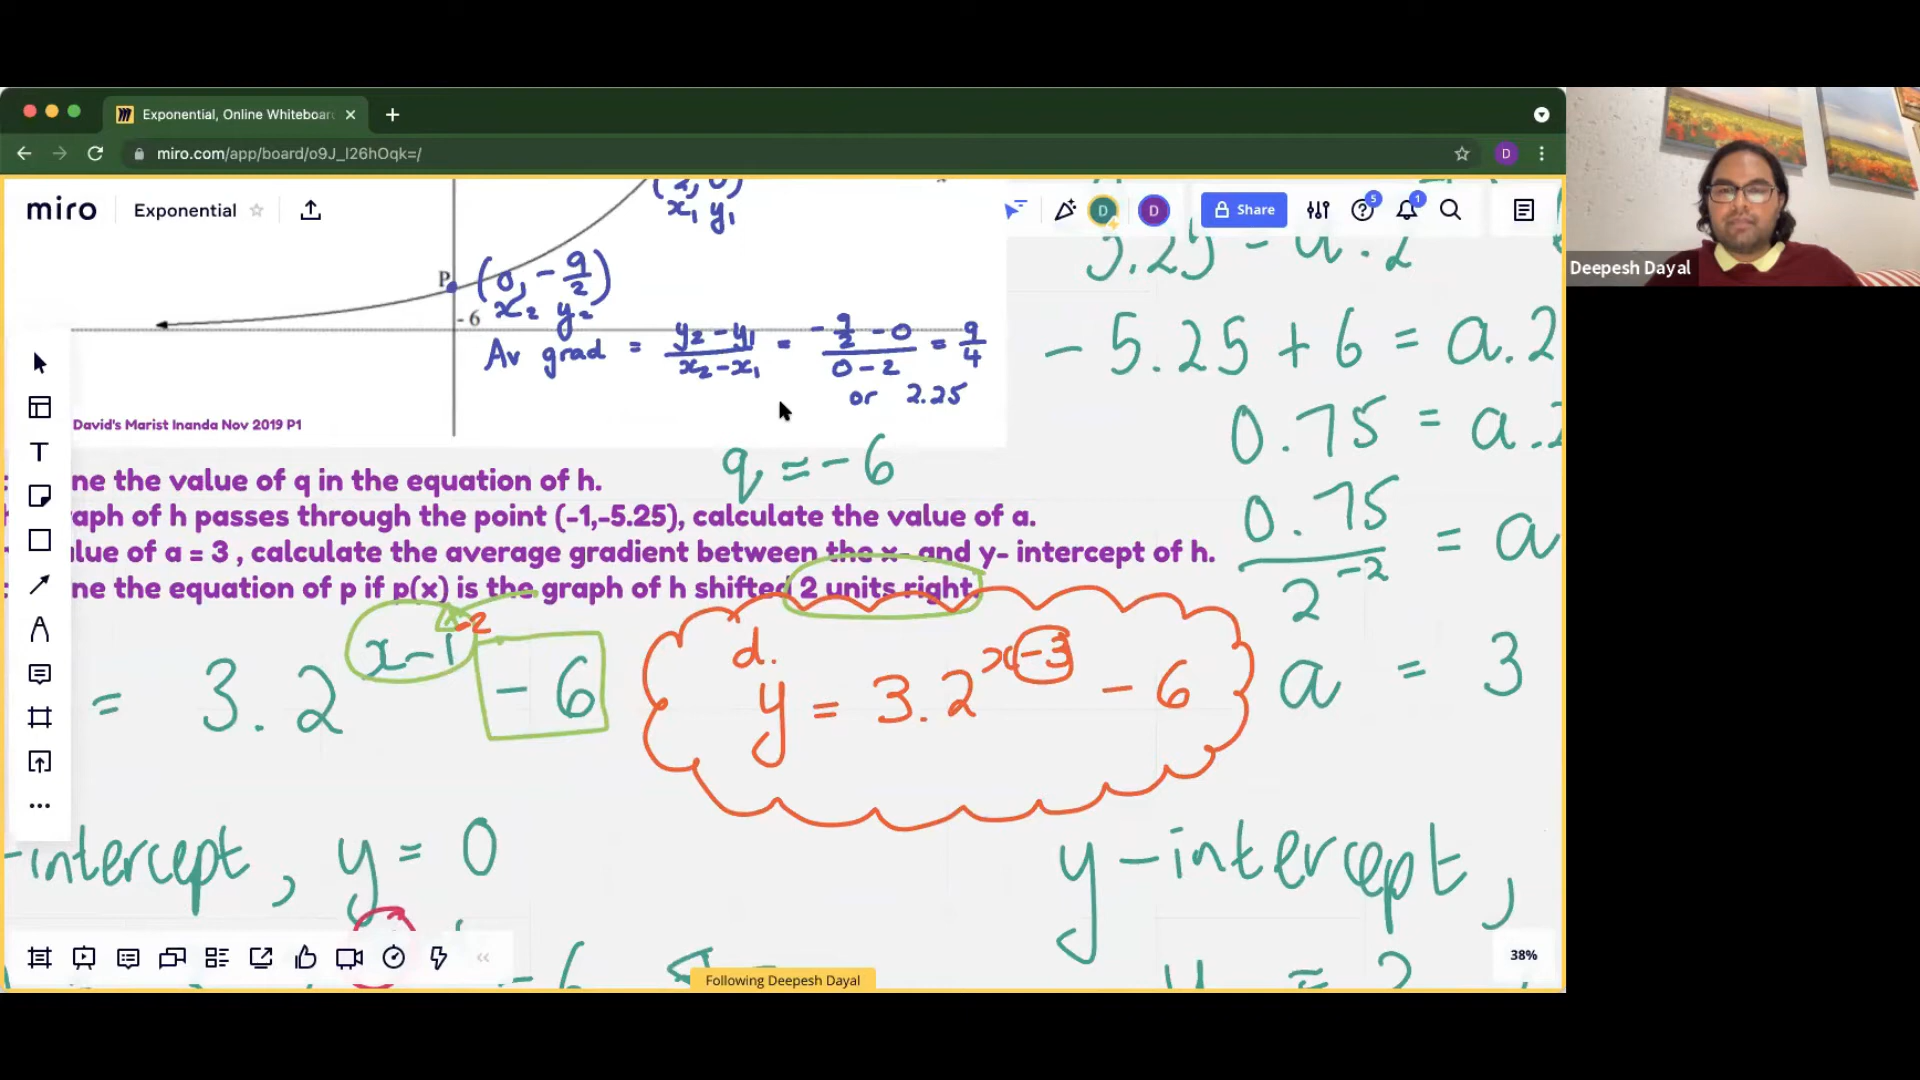 Exponential, Online Whiteboard
miro.com/app/board/o9J_l26hOqk=/
D
miro
Exponential
D
D
Share
5
1
Deepesh Dayal
(2, 0)
x₁ y₁
P
(0, -9/2)
x₂ y₂
-6
Av grad = (y₂ - y₁)/(x₂ - x₁) = (-9/2 - 0)/(0 - 2) = 9/4
or 2.25
David's Marist Inanda Nov 2019 P1
q = -6
ne the value of q in the equation of h.
aph of h passes through the point (-1,-5.25), calculate the value of a.
lue of a = 3 , calculate the average gradient between the x- and y- intercept of h.
ne the equation of p if p(x) is the graph of h shifted 2 units right.
-5.25 + 6 = a.2
0.75 = a.2
0.75/2⁻² = a
a = 3
= 3.2^(x-1) - 6
-2
d.
y = 3.2^(x-3) - 6
-intercept, y = 0
y-intercept,
- 6
38%
Following Deepesh Dayal